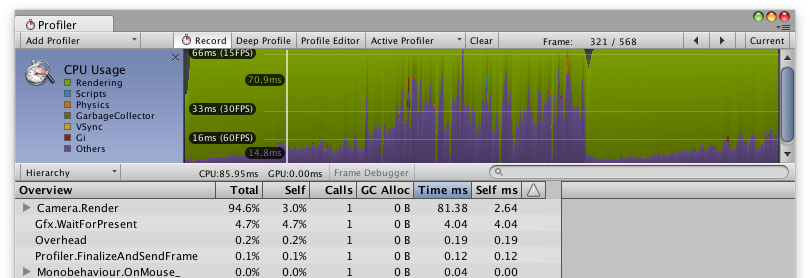 Profiler
Add Profiler Record Deep Profile Profile Editor Active Profiler Clear Frame: 321 / 568 Current
CPU Usage
Rendering
Scripts
Physics
GarbageCollector
VSync
Gi
Others
66ms (15FPS)
70.9ms
33ms (30FPS)
16ms (60FPS)
14.8ms
Hierarchy CPU:85.95ms GPU:0.00ms Frame Debugger
Overview Total Self Calls GC Alloc Time ms Self ms
Camera.Render 94.6% 3.0% 1 0 B 81.38 2.64
Gfx.WaitForPresent 4.7% 4.7% 1 0 B 4.04 4.04
Overhead 0.2% 0.2% 1 0 B 0.19 0.19
Profiler.FinalizeAndSendFrame 0.1% 0.1% 1 0 B 0.12 0.12
Monobehaviour.OnMouse_ 0.0% 0.0% 1 0 B 0.04 0.00